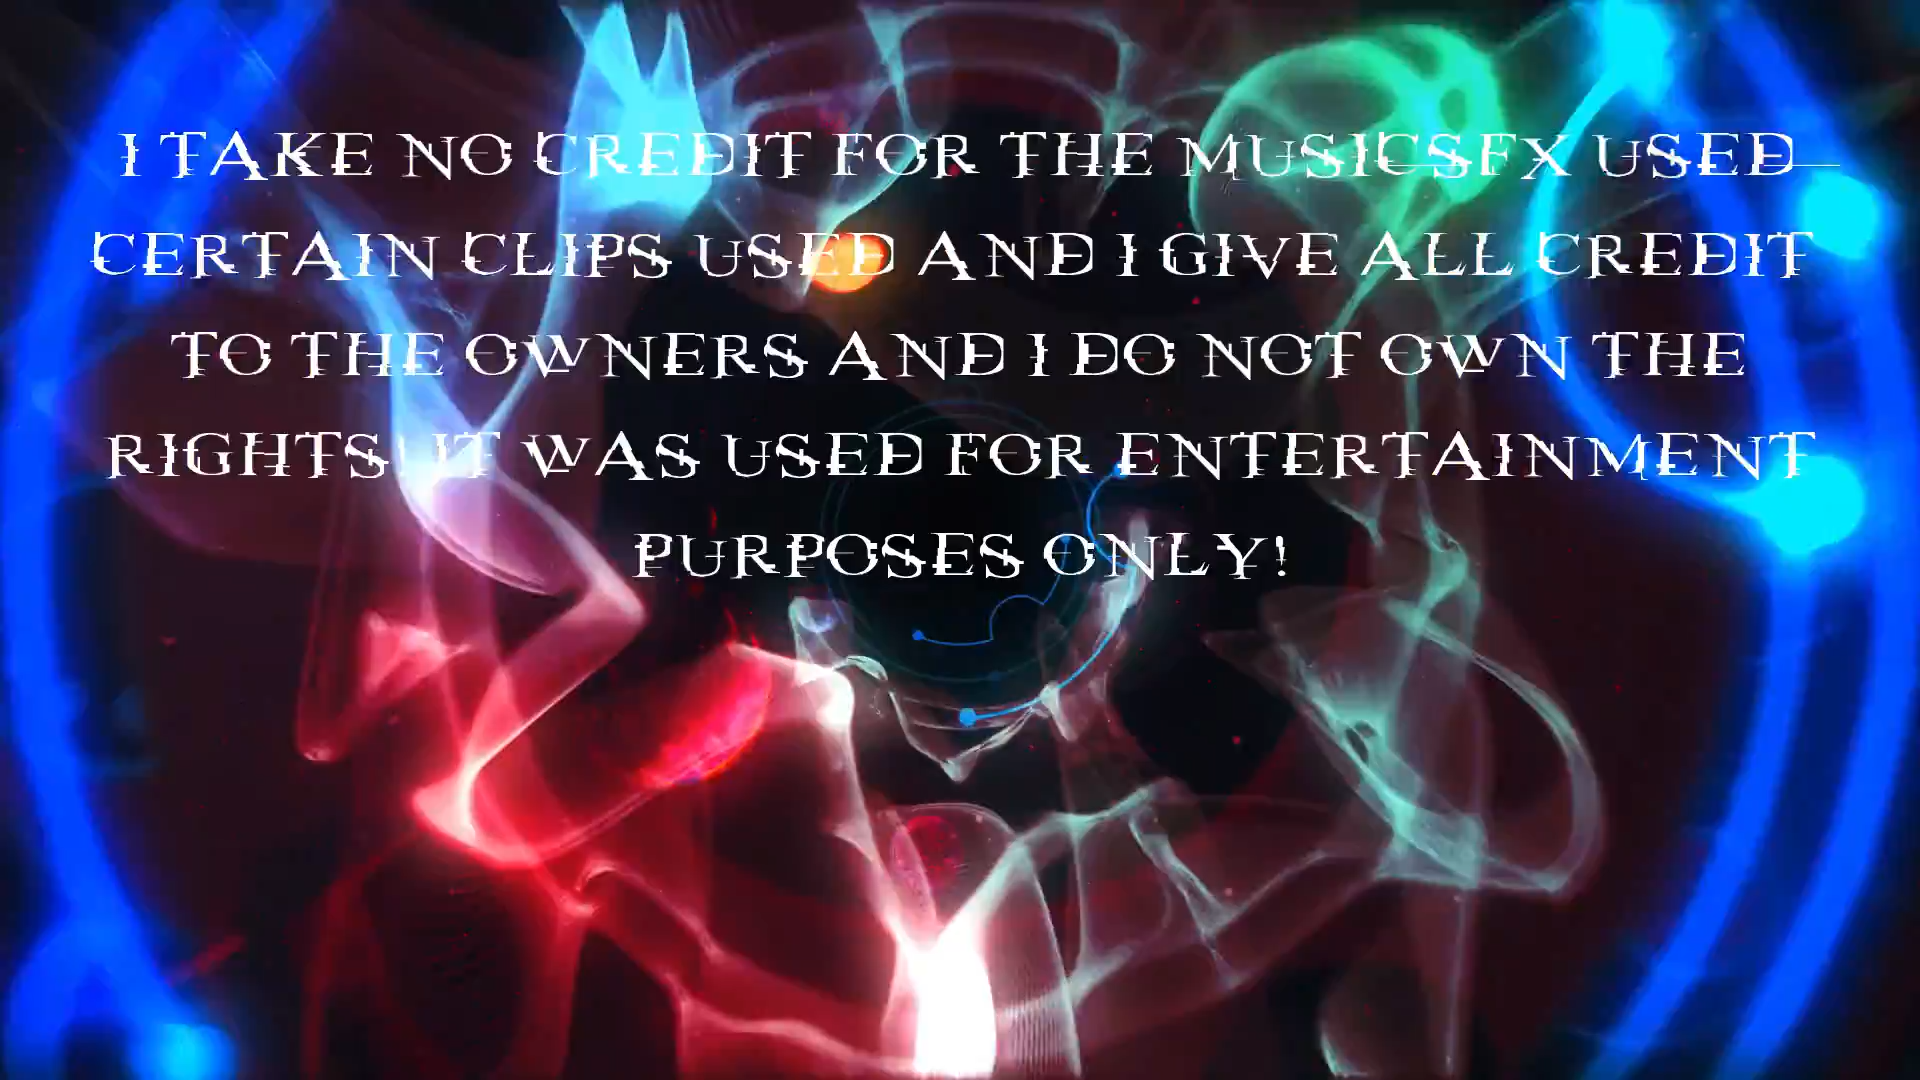 I TAKE NO CREDIT FOR THE MUSICSFX USED
CERTAIN CLIPS USED AND I GIVE ALL CREDIT
TO THE OWNERS AND I DO NOT OWN THE
RIGHTS! IT WAS USED FOR ENTERTAINMENT
PURPOSES ONLY!